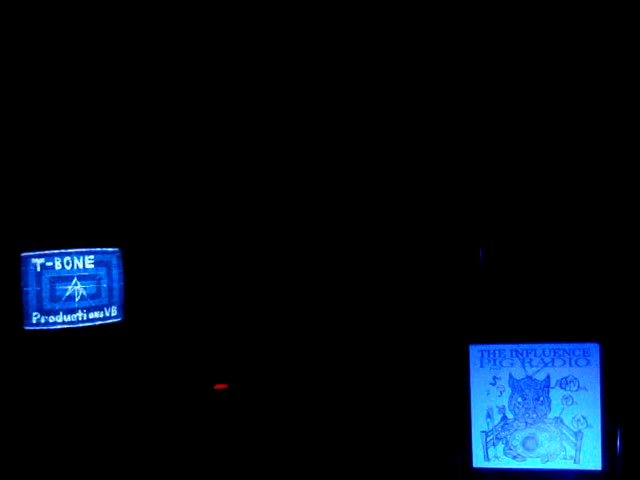 T-BONE
ProductionsVB
THE INFLUENCE
PIG RADIO